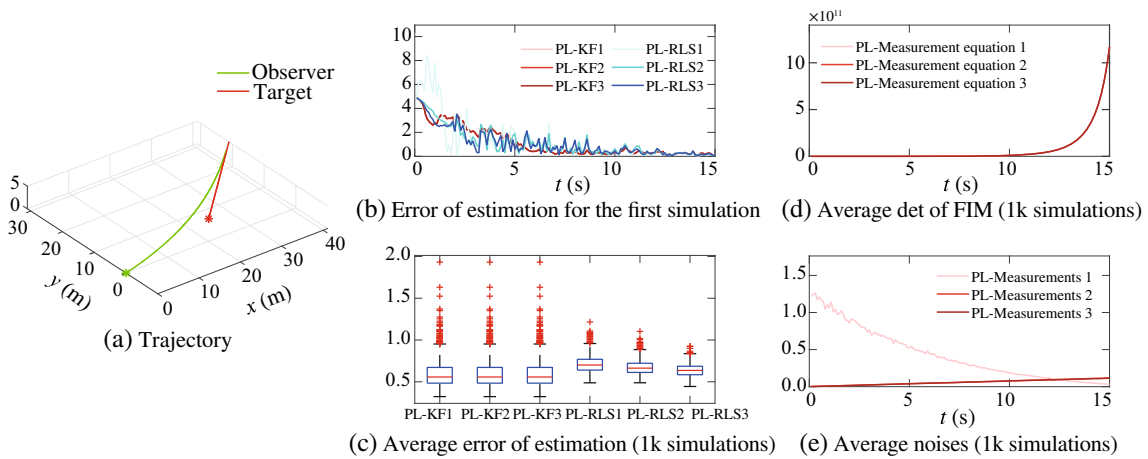 Observer
Target
5
0
30
20
10
0
y (m)
0
10
20
30
40
x (m)
(a) Trajectory
10
8
6
4
2
0
PL-KF1
PL-KF2
PL-KF3
PL-RLS1
PL-RLS2
PL-RLS3
0
5
10
15
t (s)
(b) Error of estimation for the first simulation
×10¹¹
10
5
0
PL-Measurement equation 1
PL-Measurement equation 2
PL-Measurement equation 3
0
5
10
15
t (s)
(d) Average det of FIM (1k simulations)
2.0
1.5
1.0
0.5
PL-KF1 PL-KF2 PL-KF3 PL-RLS1 PL-RLS2 PL-RLS3
(c) Average error of estimation (1k simulations)
1.5
1.0
0.5
0.0
PL-Measurements 1
PL-Measurements 2
PL-Measurements 3
0
5
10
15
t (s)
(e) Average noises (1k simulations)